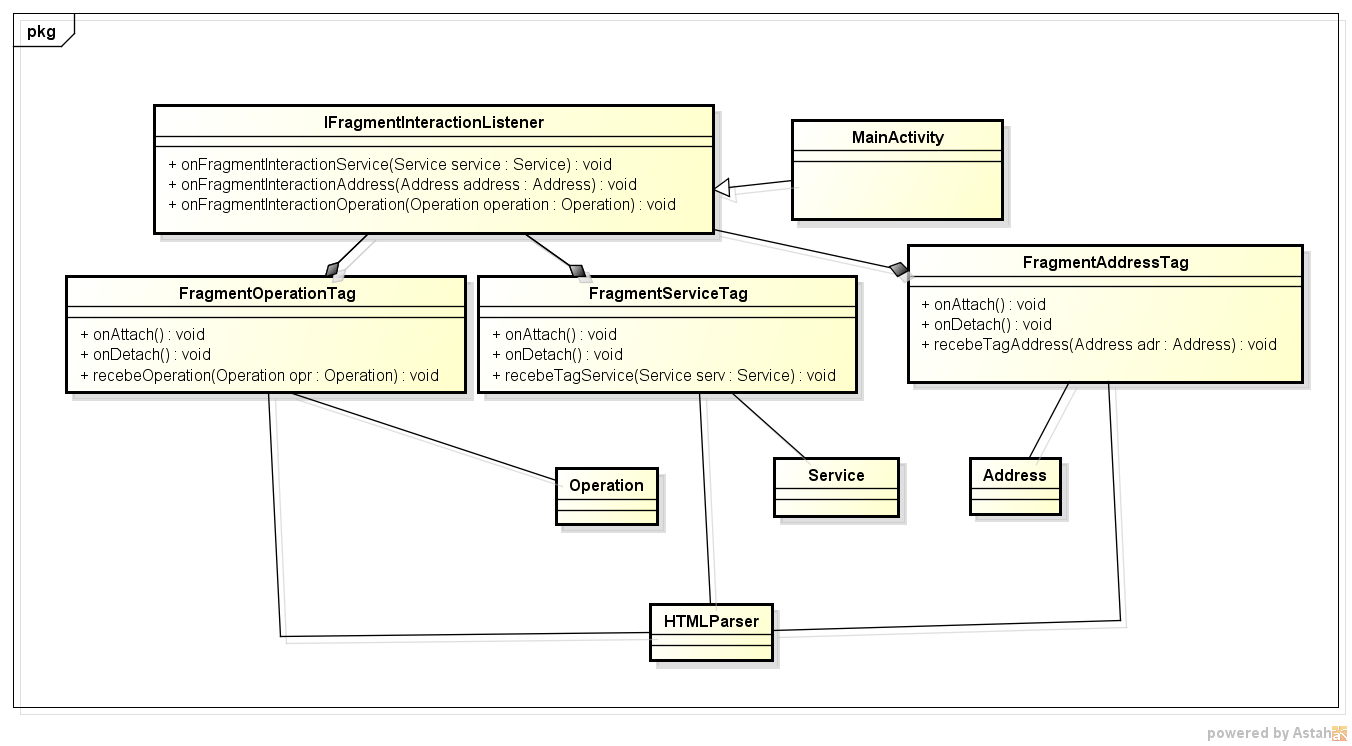 pkg
IFragmentInteractionListener
+ onFragmentInteractionService(Service service : Service) : void
+ onFragmentInteractionAddress(Address address : Address) : void
+ onFragmentInteractionOperation(Operation operation : Operation) : void
MainActivity
FragmentOperationTag
+ onAttach() : void
+ onDetach() : void
+ recebeOperation(Operation opr : Operation) : void
FragmentServiceTag
+ onAttach() : void
+ onDetach() : void
+ recebeTagService(Service serv : Service) : void
FragmentAddressTag
+ onAttach() : void
+ onDetach() : void
+ recebeTagAddress(Address adr : Address) : void
Operation
Service
Address
HTMLParser
powered by Astah